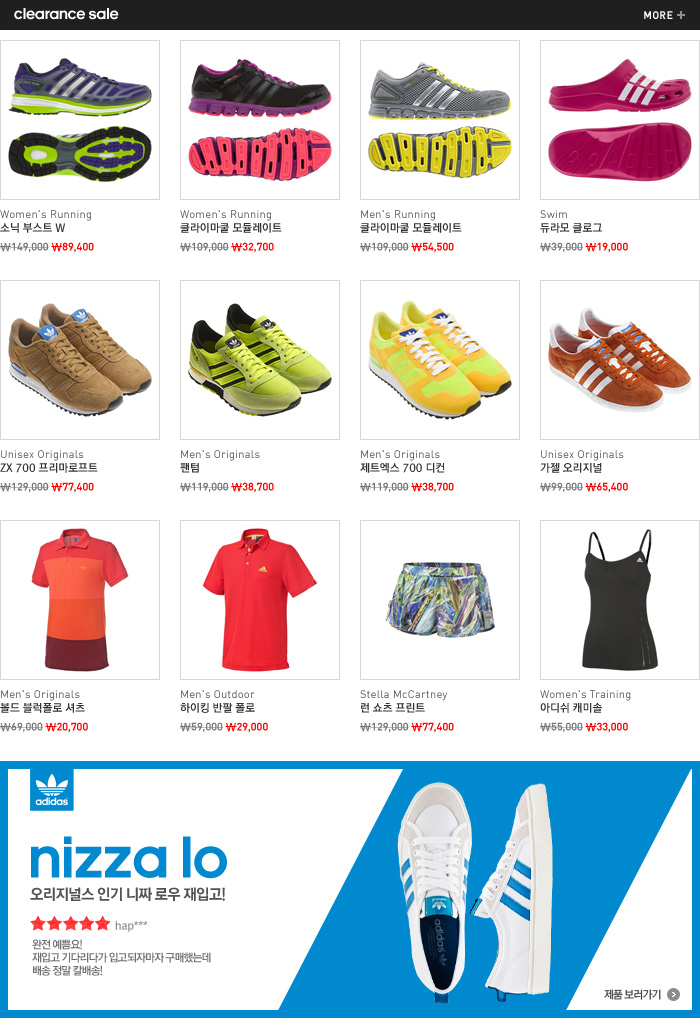 clearance sale
MORE +
Women's Running
소닉 부스트 W
₩149,000 ₩89,400
Women's Running
클라이마쿨 모듈레이트
₩109,000 ₩32,700
Men's Running
클라이마쿨 모듈레이트
₩109,000 ₩54,500
Swim
듀라모 클로그
₩39,000 ₩19,000
Unisex Originals
ZX 700 프리마로프트
₩129,000 ₩77,400
Men's Originals
팬텀
₩119,000 ₩38,700
Men's Originals
제트엑스 700 디컨
₩119,000 ₩38,700
Unisex Originals
가젤 오리지널
₩99,000 ₩65,400
Men's Originals
볼드 블럭폴로 셔츠
₩69,000 ₩20,700
Men's Outdoor
하이킹 반팔 폴로
₩59,000 ₩29,000
Stella McCartney
런 쇼츠 프린트
₩129,000 ₩77,400
Women's Training
아디쉬 캐미솔
₩55,000 ₩33,000
adidas
nizza lo
오리지널스 인기 니짜 로우 재입고!
★★★★★ hap***
완전 예쁘요!
재입고 기다리다가 입고되자마자 구매했는데
배송 정말 칼배송!
adidas
제품 보러가기